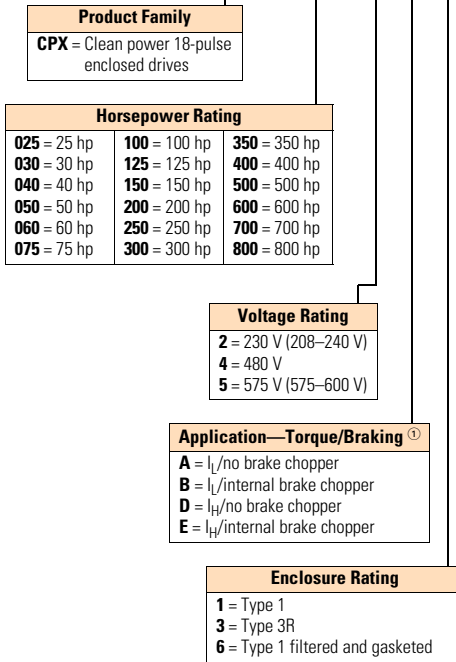 Product Family
CPX = Clean power 18-pulse
enclosed drives
Horsepower Rating
025 = 25 hp 100 = 100 hp 350 = 350 hp
030 = 30 hp 125 = 125 hp 400 = 400 hp
040 = 40 hp 150 = 150 hp 500 = 500 hp
050 = 50 hp 200 = 200 hp 600 = 600 hp
060 = 60 hp 250 = 250 hp 700 = 700 hp
075 = 75 hp 300 = 300 hp 800 = 800 hp
Voltage Rating
2 = 230 V (208–240 V)
4 = 480 V
5 = 575 V (575–600 V)
Application—Torque/Braking ①
A = IL/no brake chopper
B = IL/internal brake chopper
D = IH/no brake chopper
E = IH/internal brake chopper
Enclosure Rating
1 = Type 1
3 = Type 3R
6 = Type 1 filtered and gasketed